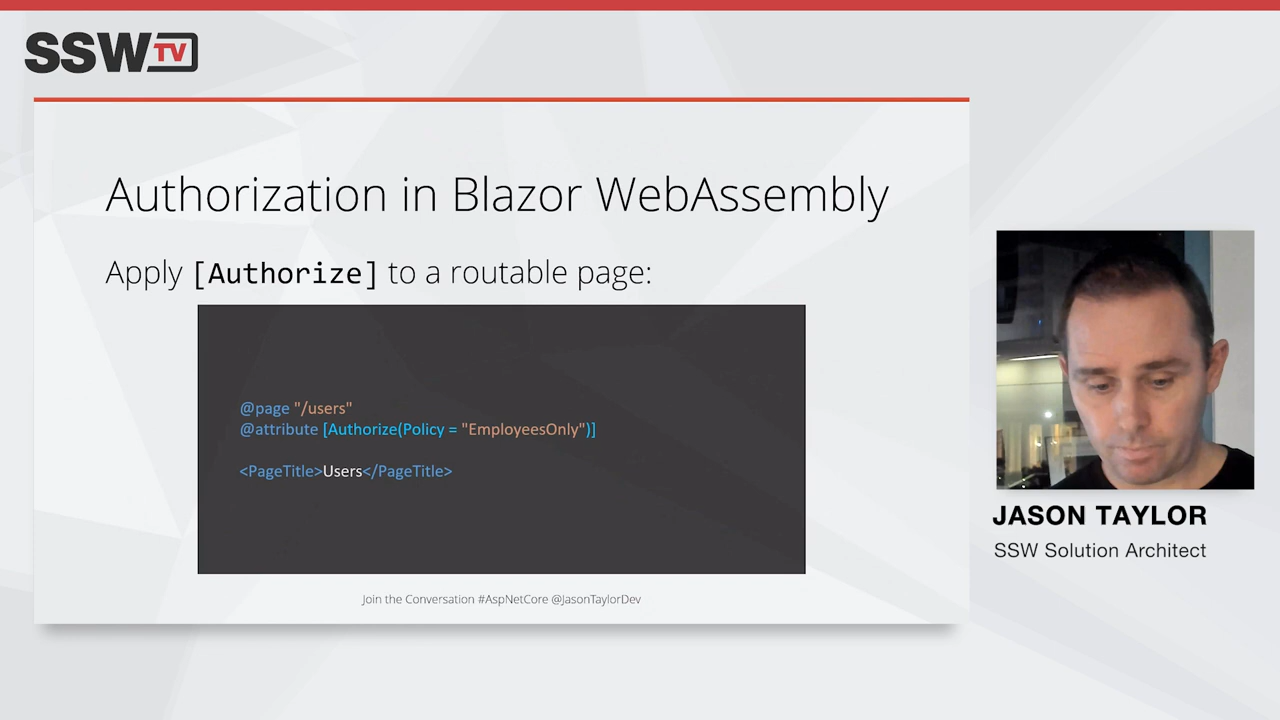 SSW TV
Authorization in Blazor WebAssembly
Apply [Authorize] to a routable page:
@page "/users"
@attribute [Authorize(Policy = "EmployeesOnly")]
<PageTitle>Users</PageTitle>
Join the Conversation #AspNetCore @JasonTaylorDev
JASON TAYLOR
SSW Solution Architect